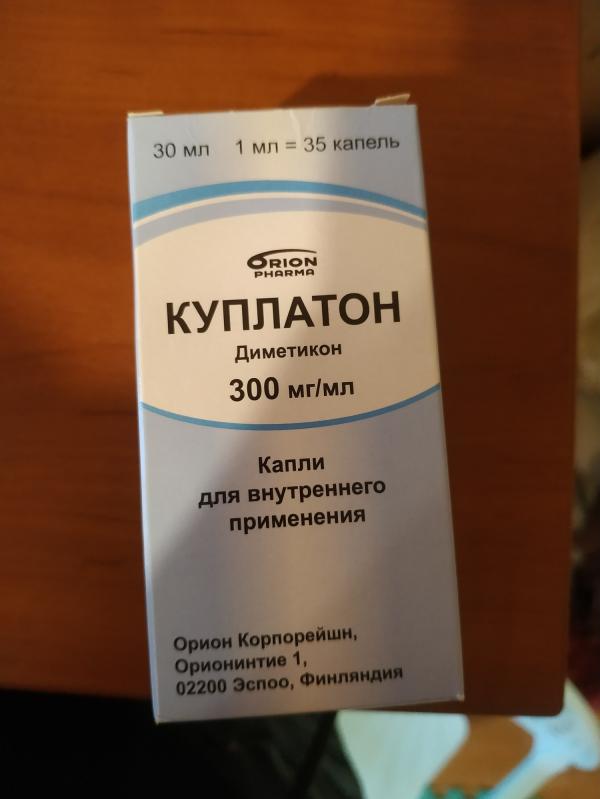 30 мл 1 мл = 35 капель
ORION
PHARMA
КУПЛАТОН
Диметикон
300 мг/мл
Капли
для внутреннего
применения
Орион Корпорейшн,
Орионинтие 1,
02200 Эспоо, Финляндия